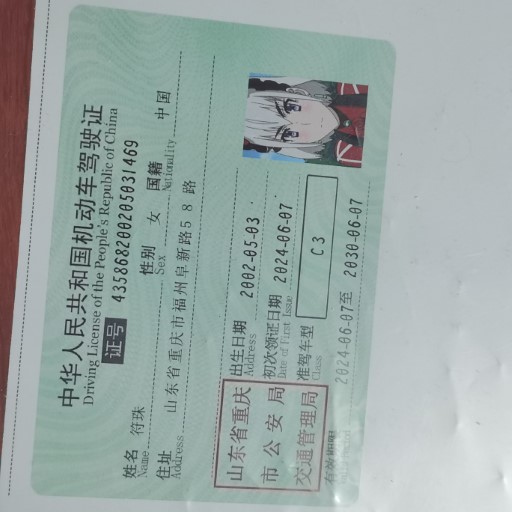 中华人民共和国机动车驾驶证
Driving License of the People's Republic of China
证号 435868200205031469
姓名 符珠
Name
性别 女
Sex
国籍 中国
Nationality
住址 山东省重庆市福州阜新路58路
Address
出生日期 2002-05-03
Address
初次领证日期 2024-06-07
Date of First Issue
准驾车型 C3
Class
山东省重庆
市公安局
交通管理局
有效期限 2024-06-07至 2030-06-07